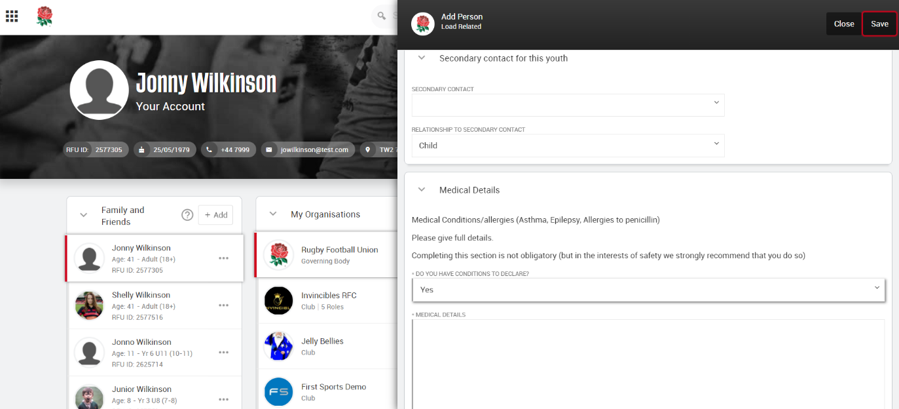 Jonny Wilkinson
Your Account
RFU ID: 2577305
25/05/1979
+44 7999
jowilkinson@test.com
TW2 7
Family and Friends
+ Add
Jonny Wilkinson
Age: 41 - Adult (18+)
RFU ID: 2577305
Shelly Wilkinson
Age: 41 - Adult (18+)
RFU ID: 2577516
Jonno Wilkinson
Age: 11 - Yr 6 U11 (10-11)
RFU ID: 2625714
Junior Wilkinson
Age: 8 - Yr 3 U8 (7-8)
My Organisations
Rugby Football Union
Governing Body
Invincibles RFC
Club | 5 Roles
Jelly Bellies
Club
FS
First Sports Demo
Club
Add Person
Load Related
Close
Save
Secondary contact for this youth
SECONDARY CONTACT
RELATIONSHIP TO SECONDARY CONTACT
Child
Medical Details
Medical Conditions/allergies (Asthma, Epilepsy, Allergies to penicillin)
Please give full details.
Completing this section is not obligatory (but in the interests of safety we strongly recommend that you do so)
* DO YOU HAVE CONDITIONS TO DECLARE?
Yes
* MEDICAL DETAILS